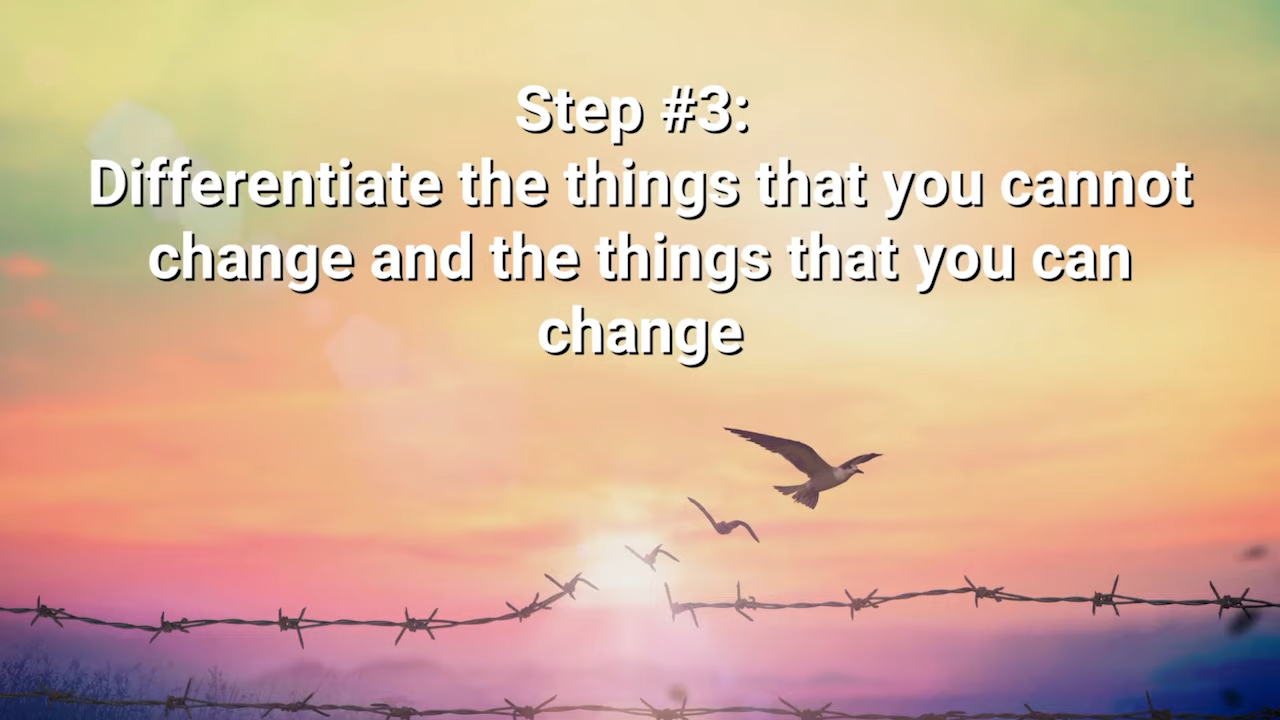 Step #3:
Differentiate the things that you cannot
change and the things that you can
change